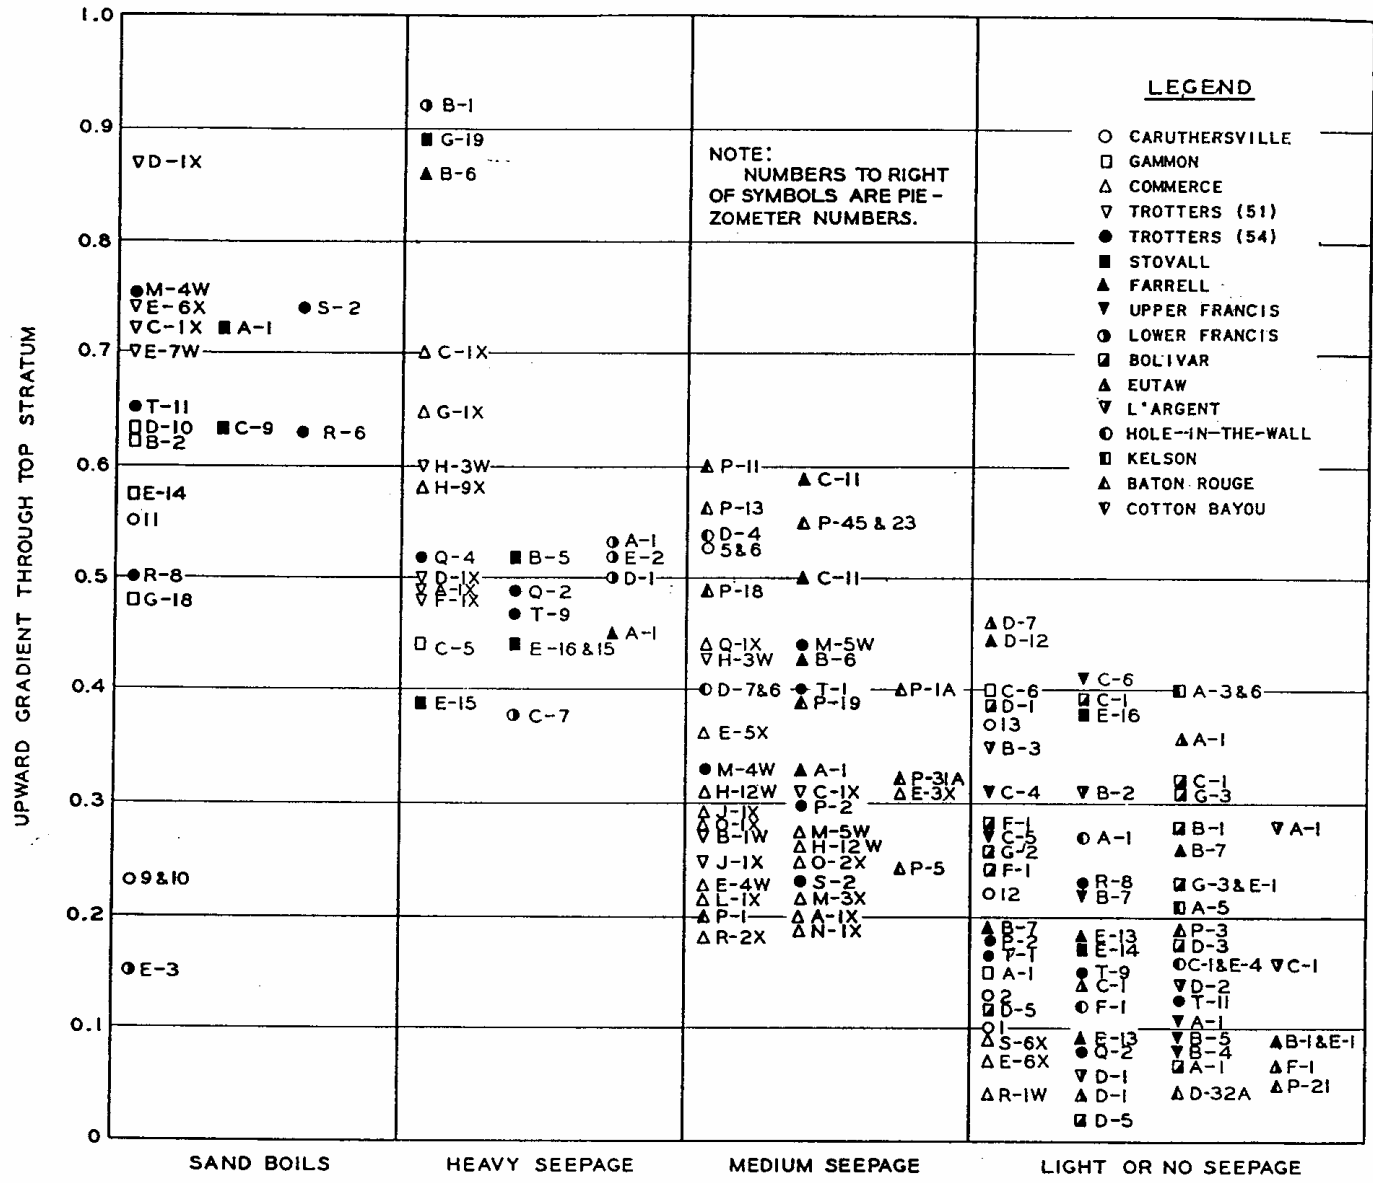 1.0
0.9
0.8
0.7
0.6
0.5
0.4
0.3
0.2
0.1
0
UPWARD GRADIENT THROUGH TOP STRATUM
D-1X
M-4W
E-6X
S-2
C-1X
A-1
E-7W
T-11
D-10
C-9
R-6
B-2
E-14
11
R-8
G-18
9&10
E-3
SAND BOILS
B-1
G-19
B-6
C-1X
G-1X
H-3W
H-9X
A-1
Q-4
B-5
E-2
D-1X
D-1
A-1X
Q-2
F-1X
T-9
A-1
C-5
E-16&15
E-15
C-7
HEAVY SEEPAGE
NOTE:
NUMBERS TO RIGHT
OF SYMBOLS ARE PIE-
ZOMETER NUMBERS.
P-11
C-11
P-13
P-45 & 23
D-4
5&6
C-11
P-18
Q-1X
M-5W
H-3W
B-6
D-7&6
T-1
P-1A
P-19
E-5X
M-4W
A-1
P-31A
H-12W
C-1X
E-3X
P-2
J-1X
O-1X
M-5W
B-1W
H-12W
J-1X
O-2X
P-5
E-4W
S-2
L-1X
M-3X
P-1
A-1X
R-2X
N-1X
MEDIUM SEEPAGE
LEGEND
CARUTHERSVILLE
GAMMON
COMMERCE
TROTTERS (51)
TROTTERS (54)
STOVALL
FARRELL
UPPER FRANCIS
LOWER FRANCIS
BOLIVAR
EUTAW
L'ARGENT
HOLE-IN-THE-WALL
KELSON
BATON ROUGE
COTTON BAYOU
D-7
D-12
C-6
C-6
A-3&6
D-1
C-1
E-16
13
B-3
A-1
C-1
C-4
B-2
G-3
F-1
B-1
A-1
C-5
A-1
G-2
B-7
F-1
R-8
G-3&E-1
12
B-7
A-5
B-7
E-13
P-3
P-2
E-14
D-3
T-1
C-1&E-4
C-1
A-1
T-9
C-1
D-2
2
D-5
F-1
T-11
1
A-1
S-6X
E-13
B-5
B-1&E-1
Q-2
B-4
E-6X
A-1
F-1
D-1
P-21
R-1W
D-1
D-32A
D-5
LIGHT OR NO SEEPAGE